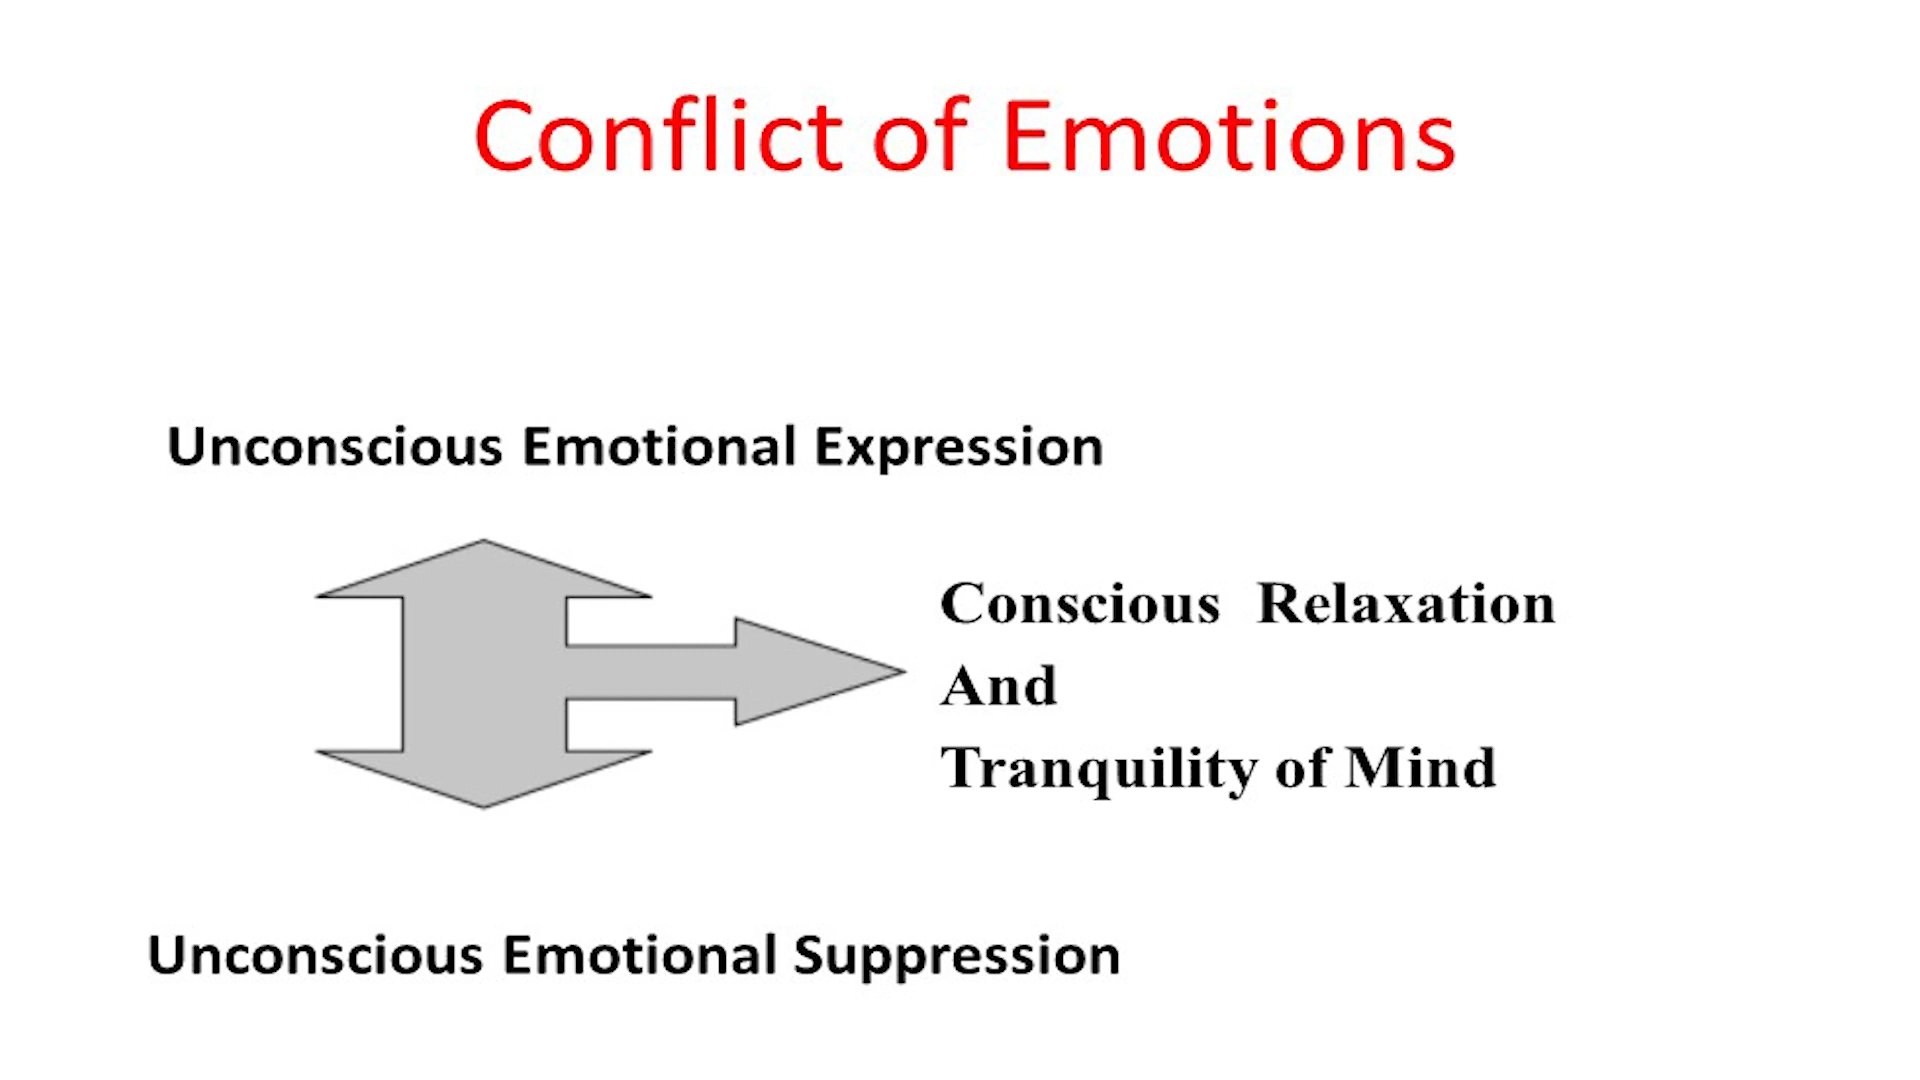 Conflict of Emotions
Unconscious Emotional Expression
Conscious Relaxation
And
Tranquility of Mind
Unconscious Emotional Suppression